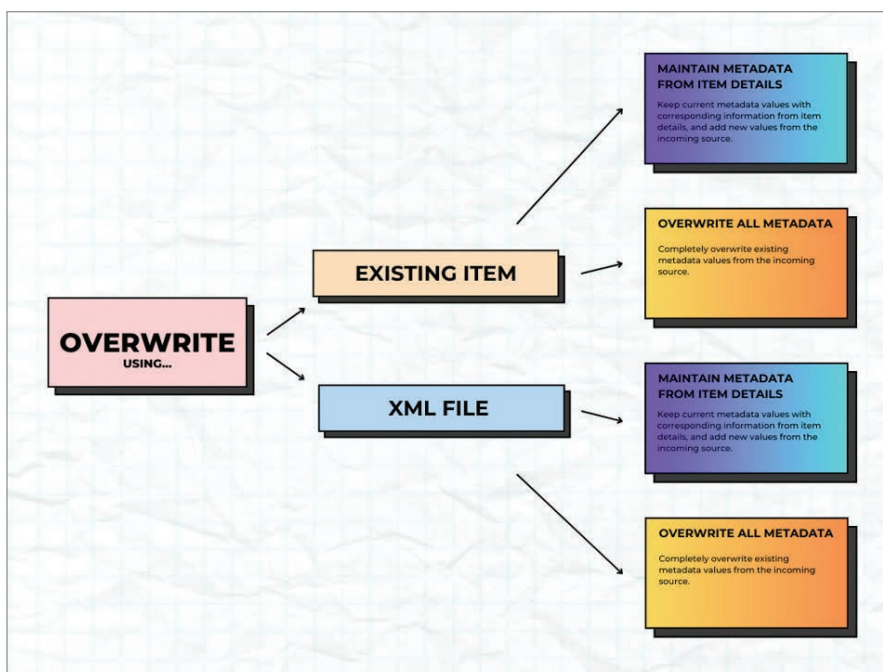 OVERWRITE
USING...
EXISTING ITEM
XML FILE
MAINTAIN METADATA
FROM ITEM DETAILS
Keep current metadata values with
corresponding information from item
details, and add new values from the
incoming source.
OVERWRITE ALL METADATA
Completely overwrite existing
metadata values from the incoming
source.
MAINTAIN METADATA
FROM ITEM DETAILS
Keep current metadata values with
corresponding information from item
details, and add new values from the
incoming source.
OVERWRITE ALL METADATA
Completely overwrite existing
metadata values from the incoming
source.